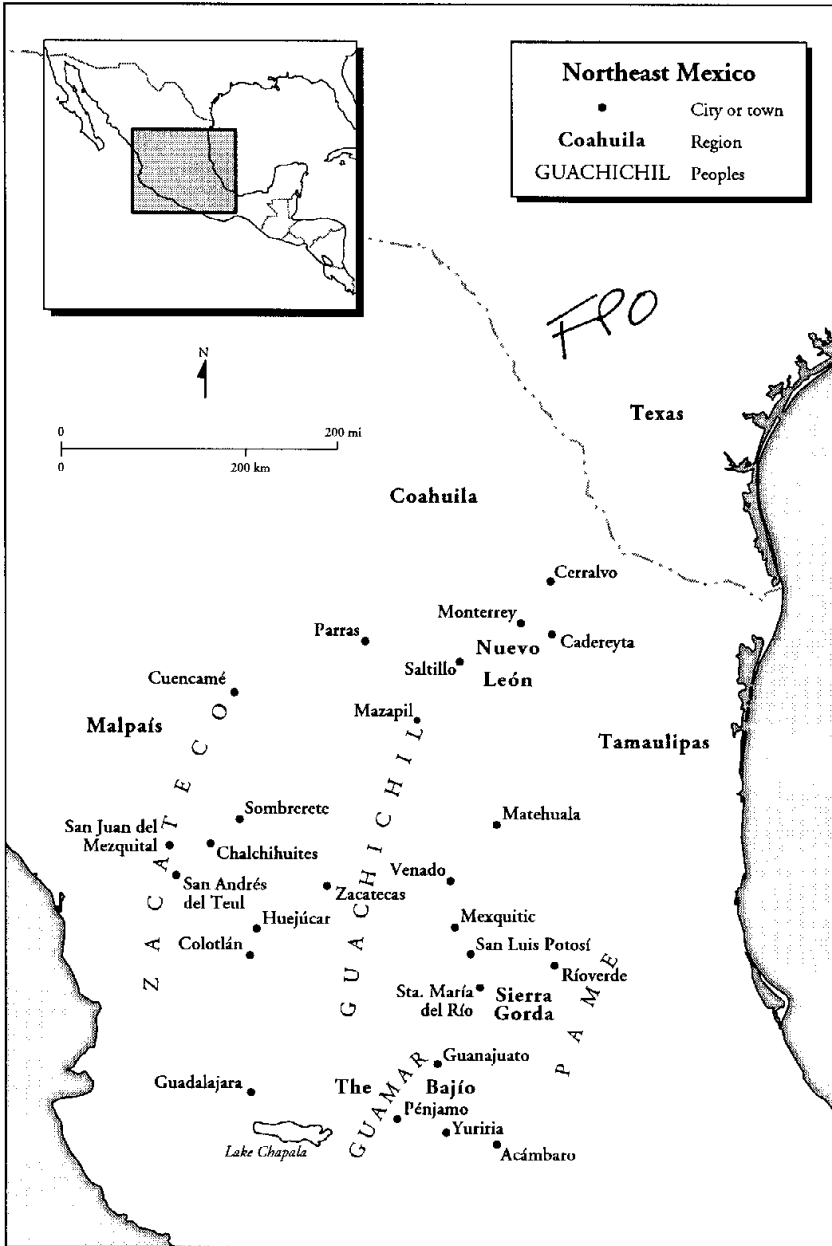 Northeast Mexico
City or town
Coahuila Region
GUACHICHIL Peoples
FPO
N
0 200 mi
0 200 km
Texas
Coahuila
Cerralvo
Monterrey
Parras
Cadereyta
Nuevo
León
Saltillo
Cuencamé
Mazapil
Malpaís
Tamaulipas
ZACATECO
GUACHICHIL
Sombrerete
Matehuala
San Juan del
Mezquital
Chalchihuites
Venado
San Andrés
del Teul
Zacatecas
Huejúcar
Mexquitic
Colotlán
San Luis Potosí
Ríoverde
Sta. María
del Río
Sierra
Gorda
PAME
Guanajuato
Guadalajara
The Bajío
GUAMAR
Pénjamo
Yuriria
Lake Chapala
Acámbaro